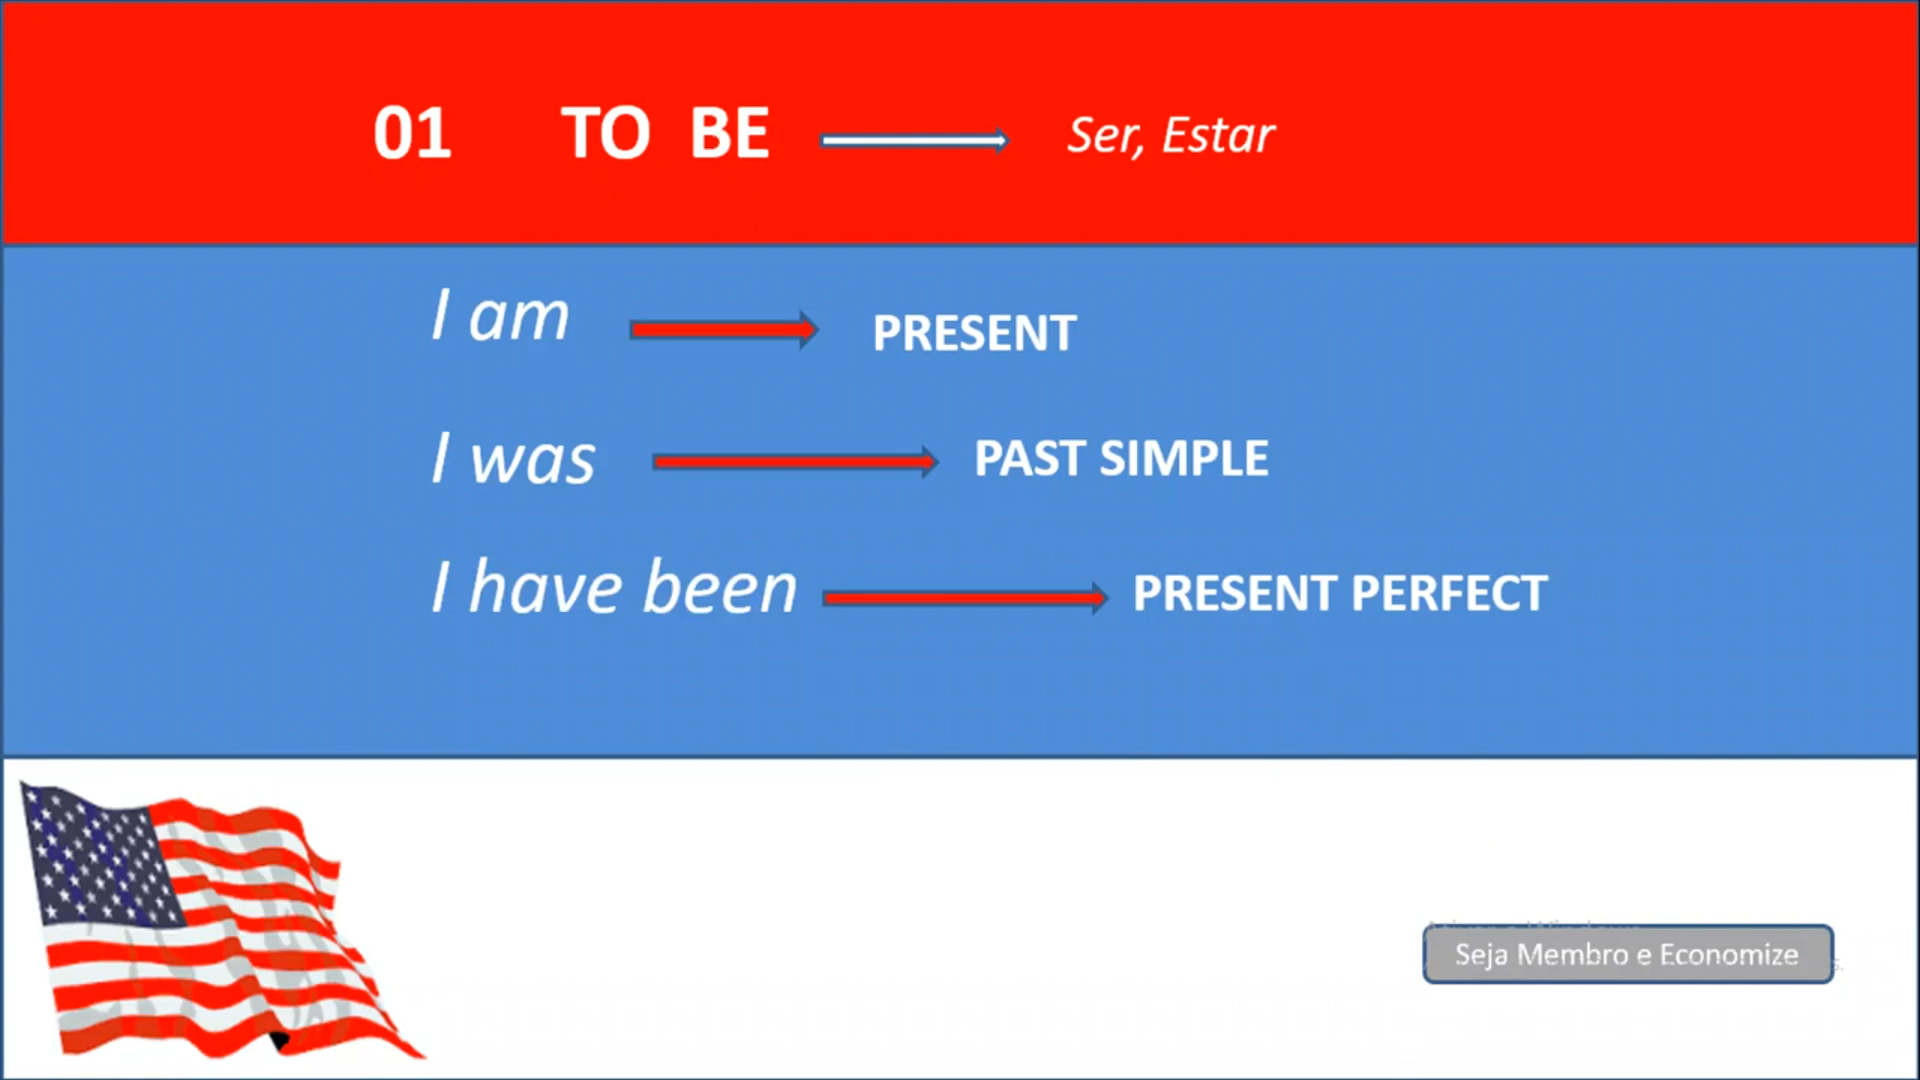 01 TO BE Ser, Estar
I am PRESENT
I was PAST SIMPLE
I have been PRESENT PERFECT
Seja Membro e Economize